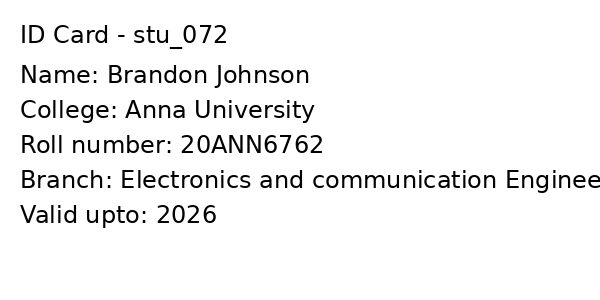 ID Card - stu_072
Name: Brandon Johnson
College: Anna University
Roll number: 20ANN6762
Branch: Electronics and communication Enginee
Valid upto: 2026